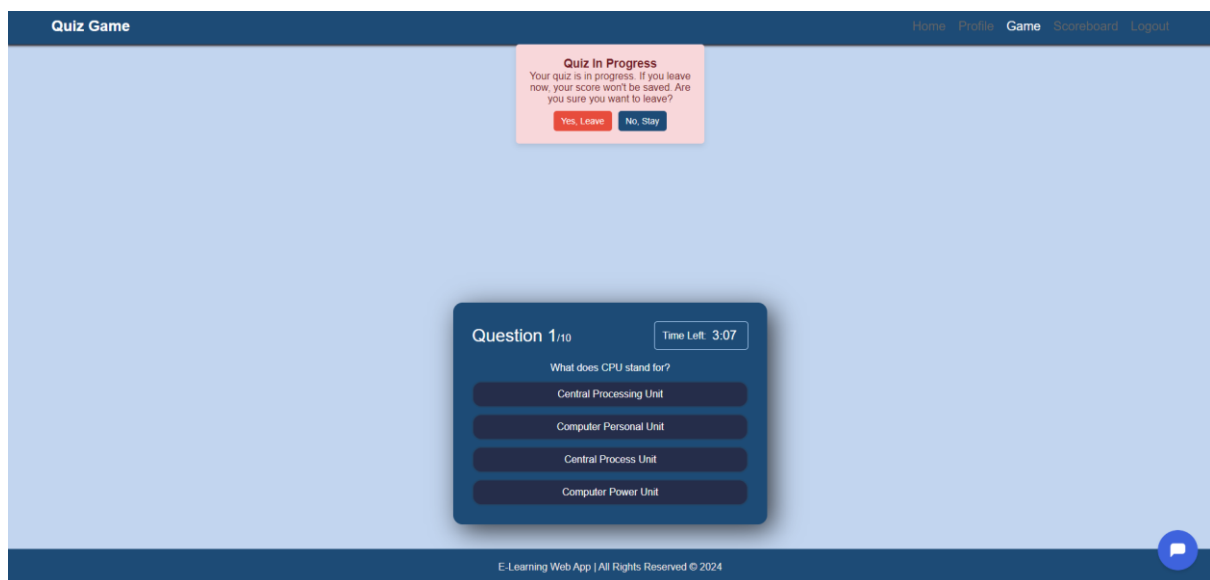 Quiz Game
Home Profile Game Scoreboard Logout
Quiz In Progress
Your quiz is in progress. If you leave
now, your score won't be saved. Are
you sure you want to leave?
Yes, Leave No, Stay
Question 1/10 Time Left: 3:07
What does CPU stand for?
Central Processing Unit
Computer Personal Unit
Central Process Unit
Computer Power Unit
E-Learning Web App | All Rights Reserved © 2024